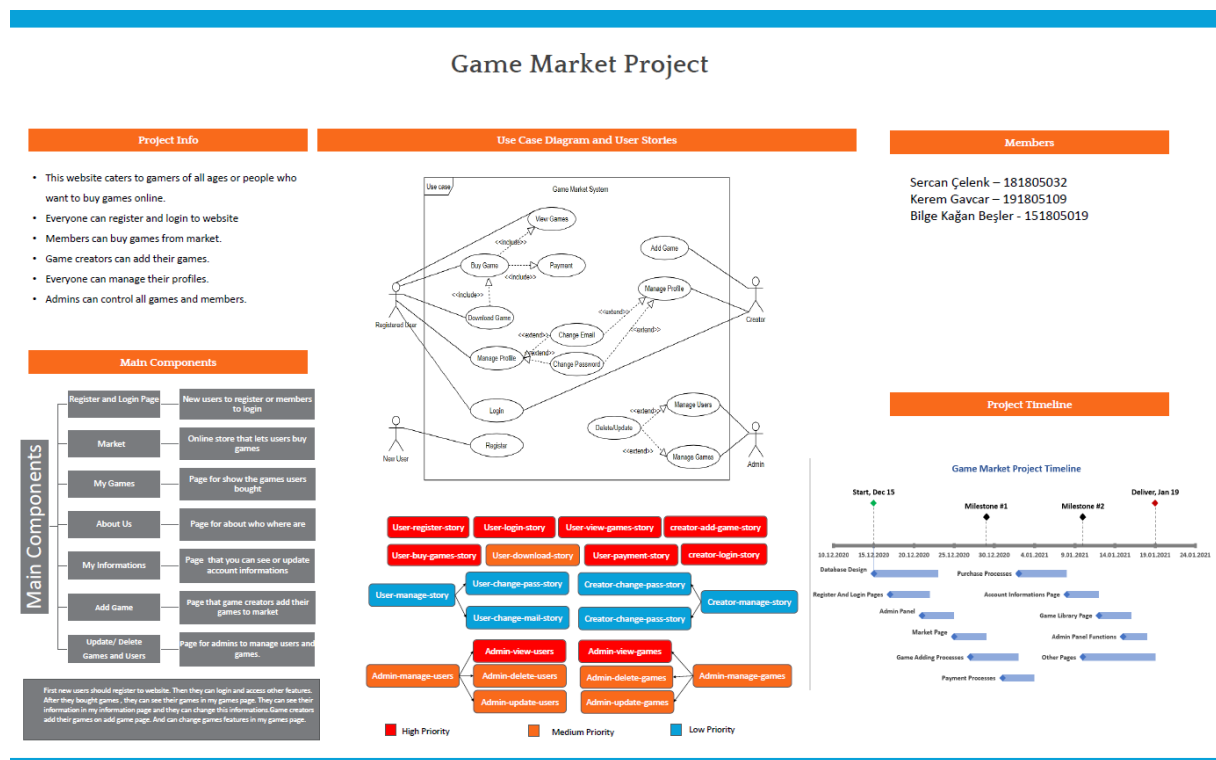 Game Market Project
Project Info
• This website caters to gamers of all ages or people who
want to buy games online.
• Everyone can register and login to website
• Members can buy games from market.
• Game creators can add their games.
• Everyone can manage their profiles.
• Admins can control all games and members.
Main Components
Main Components
Register and Login Page
New users to register or members
to login
Market
Online store that lets users buy
games
My Games
Page for show the games users
bought
About Us
Page for about who where are
My Informations
Page that you can see or update
account informations
Add Game
Page that game creators add their
games to market
Update/ Delete
Games and Users
Page for admins to manage users and
games.
First new users should register to website. Then they can login and access other features.
After they bought games , they can see their games in my games page. They can see their
information in my information page and they can change this informations.Game creators
add their games on add game page. And can change games features in my games page.
Use Case Diagram and User Stories
Use case
Game Market System
View Games
<<include>>
Add Game
Buy Game
Payment
<<include>>
Manage Profile
<<include>>
Registered User
Creator
Download Game
<<extend>>
<<extend>>
Change Email
<<extend>>
Manage Profile
<<extend>>
Change Password
Login
Manage Users
<<extend>>
Delete/Update
Register
<<extend>>
Manage Games
New User
Admin
User-register-story
User-login-story
User-view-games-story
creator-add-game-story
User-buy-games-story
User-download-story
User-payment-story
creator-login-story
User-manage-story
User-change-pass-story
User-change-mail-story
Creator-change-pass-story
Creator-change-pass-story
Creator-manage-story
Admin-manage-users
Admin-view-users
Admin-delete-users
Admin-update-users
Admin-view-games
Admin-delete-games
Admin-update-games
Admin-manage-games
High Priority
Medium Priority
Low Priority
Members
Sercan Çelenk – 181805032
Kerem Gavcar – 191805109
Bilge Kağan Beşler - 151805019
Project Timeline
Game Market Project Timeline
Start, Dec 15
Milestone #1
Milestone #2
Deliver, Jan 19
10.12.2020 15.12.2020 20.12.2020 25.12.2020 30.12.2020 4.01.2021 9.01.2021 14.01.2021 19.01.2021 24.01.2021
Database Design
Purchase Processes
Register And Login Pages
Account Informations Page
Admin Panel
Game Library Page
Market Page
Admin Panel Functions
Game Adding Processes
Other Pages
Payment Processes